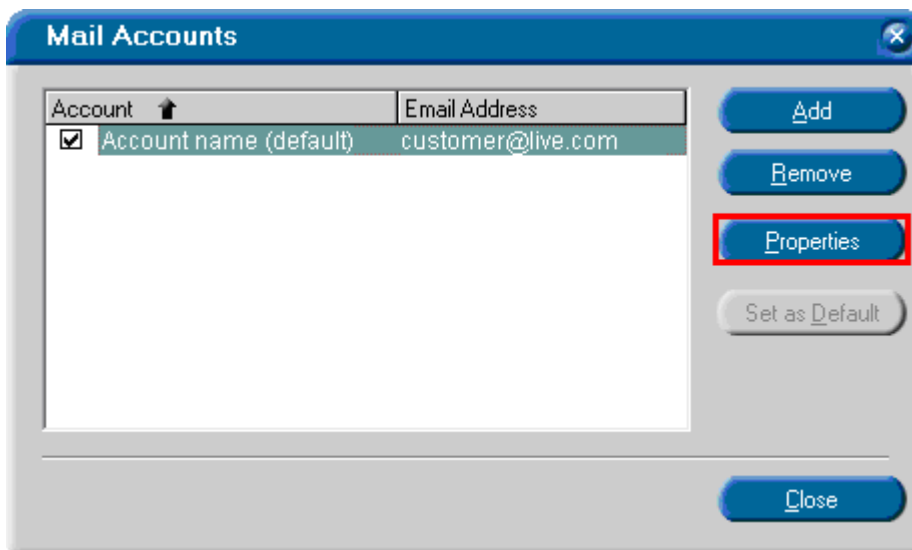 Mail Accounts
Account Email Address
Account name (default) customer@live.com
Add
Remove
Properties
Set as Default
Close